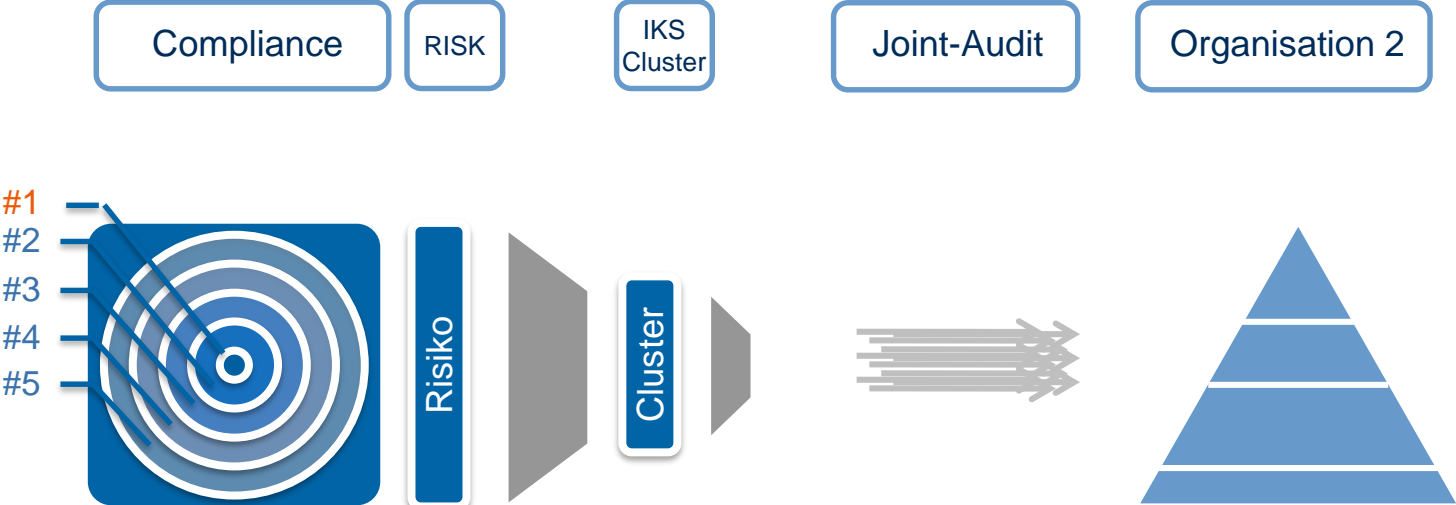 Compliance
RISK
IKS
Cluster
Joint-Audit
Organisation 2
#1
#2
#3
#4
#5
Risiko
Cluster